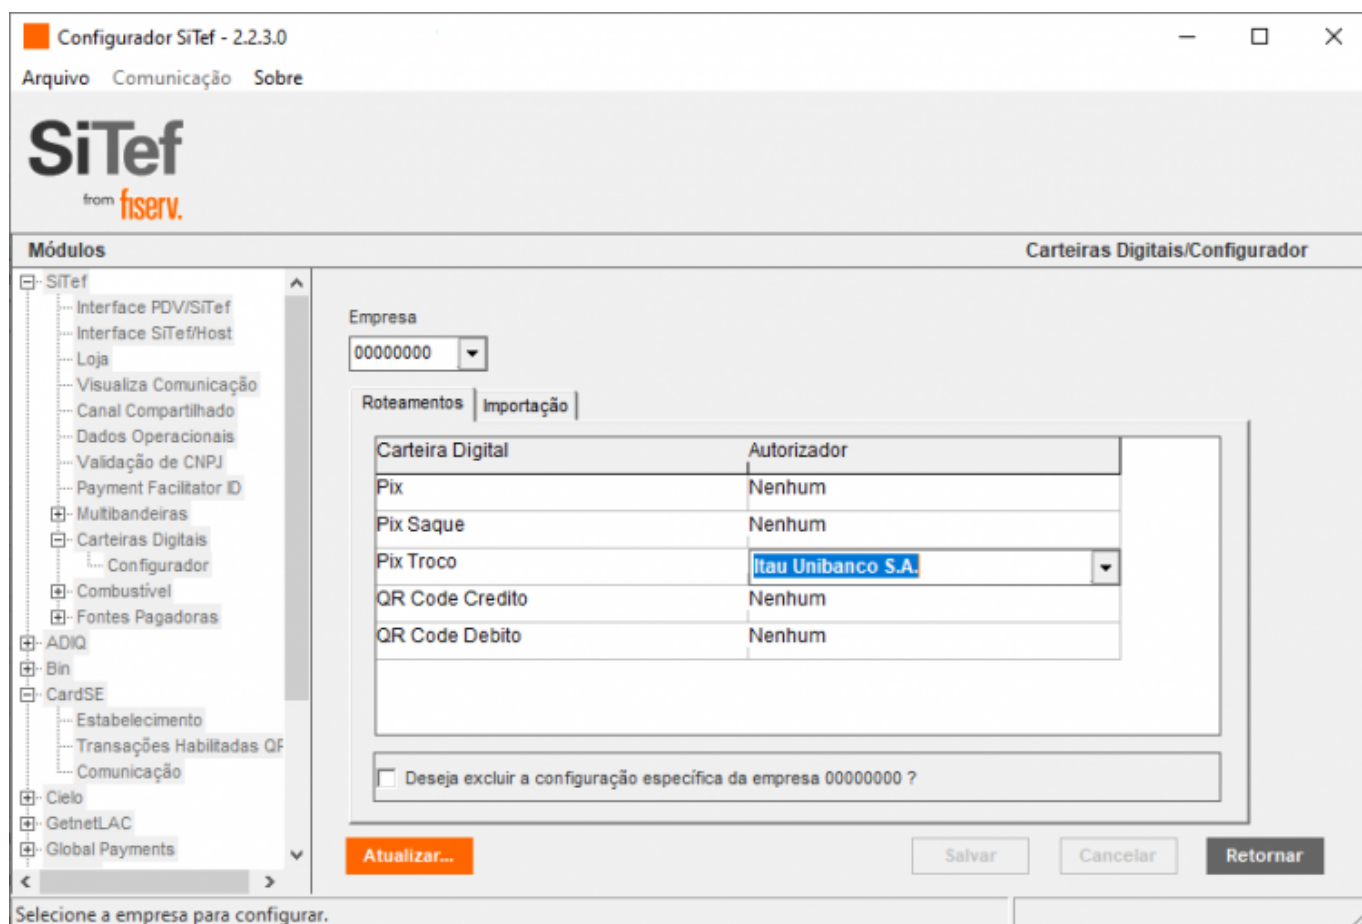 Configurador SiTef - 2.2.3.0
Arquivo Comunicação Sobre
SiTef
from fiserv.
Módulos
Carteiras Digitais/Configurador
SiTef
Interface PDV/SiTef
Interface SiTef/Host
Loja
Visualiza Comunicação
Canal Compartilhado
Dados Operacionais
Validação de CNPJ
Payment Facilitator ID
Multibandeiras
Carteiras Digitais
Configurador
Combustível
Fontes Pagadoras
ADIQ
Bin
CardSE
Estabelecimento
Transações Habilitadas QF
Comunicação
Cielo
GetnetLAC
Global Payments
Empresa
00000000
Roteamentos Importação
Carteira Digital Autorizador
Pix Nenhum
Pix Saque Nenhum
Pix Troco Itau Unibanco S.A.
QR Code Credito Nenhum
QR Code Debito Nenhum
Deseja excluir a configuração específica da empresa 00000000 ?
Atualizar... Salvar Cancelar Retornar
Selecione a empresa para configurar.